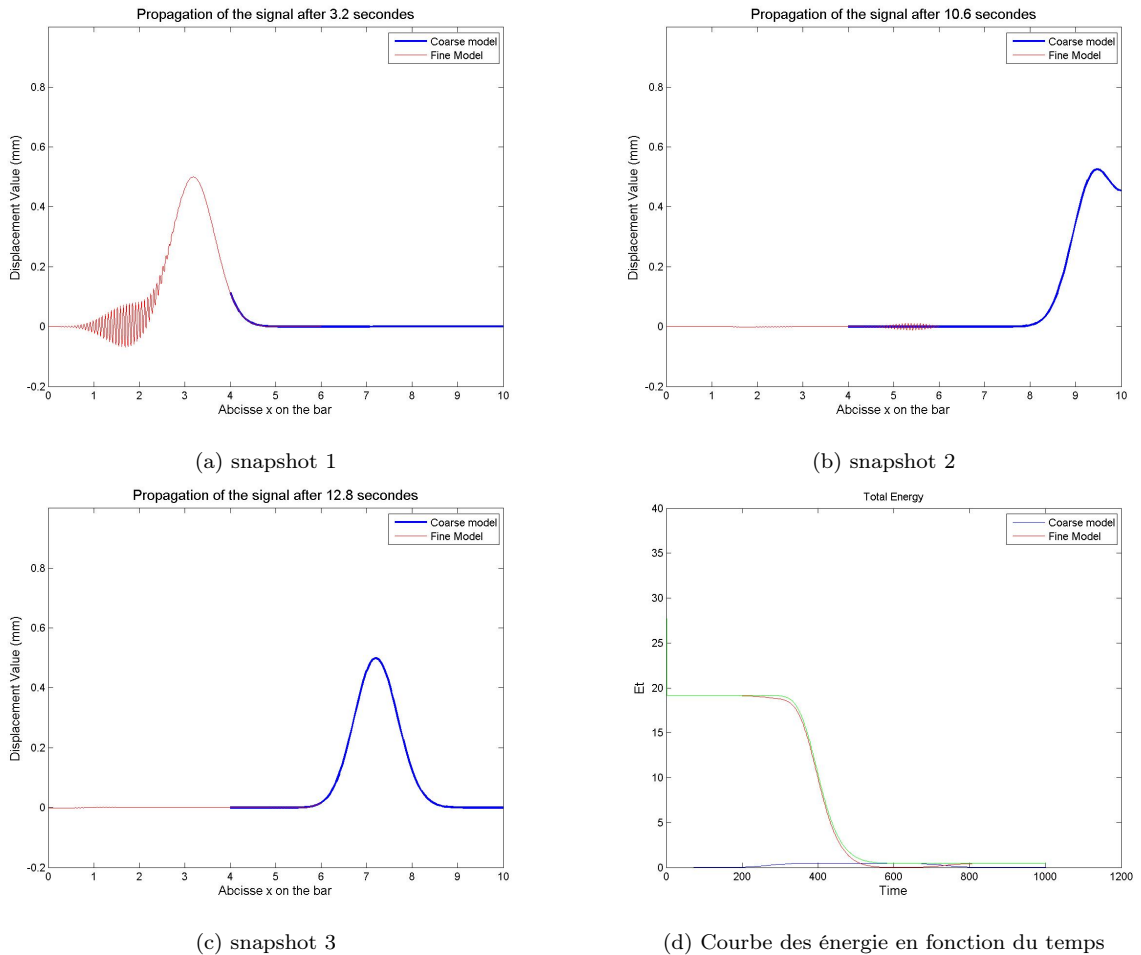 Propagation of the signal after 3.2 secondes
Coarse model
Fine Model
Displacement Value (mm)
0.8
0.6
0.4
0.2
0
-0.2
0 1 2 3 4 5 6 7 8 9 10
Abcisse x on the bar
(a) snapshot 1
Propagation of the signal after 10.6 secondes
Coarse model
Fine Model
Displacement Value (mm)
0.8
0.6
0.4
0.2
0
-0.2
0 1 2 3 4 5 6 7 8 9 10
Abcisse x on the bar
(b) snapshot 2
Propagation of the signal after 12.8 secondes
Coarse model
Fine Model
Displacement Value (mm)
0.8
0.6
0.4
0.2
0
-0.2
0 1 2 3 4 5 6 7 8 9 10
Abcisse x on the bar
(c) snapshot 3
Total Energy
Coarse model
Fine Model
Et
40
35
30
25
20
15
10
5
0
0 200 400 600 800 1000 1200
Time
(d) Courbe des énergie en fonction du temps